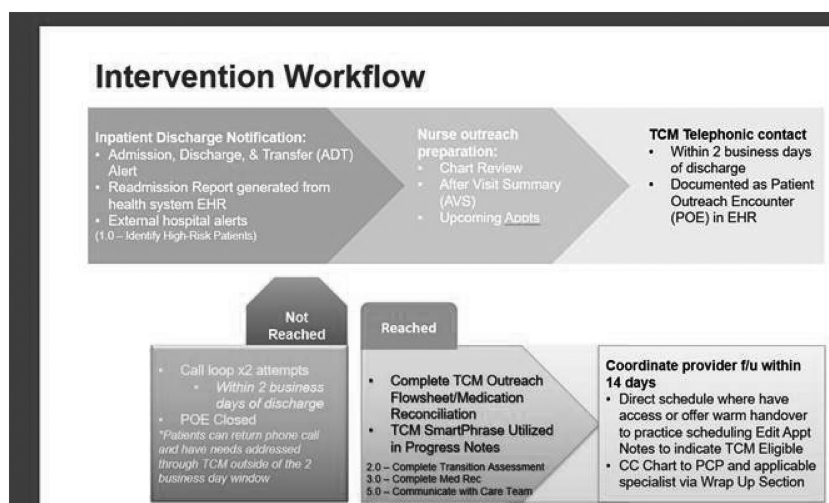 Intervention Workflow
Inpatient Discharge Notification:
• Admission, Discharge, & Transfer (ADT)
Alert
• Readmission Report generated from
health system EHR
• External hospital alerts
(1.0 – Identify High-Risk Patients)
Nurse outreach
preparation:
• Chart Review
• After Visit Summary
(AVS)
• Upcoming Appts
TCM Telephonic contact
• Within 2 business days
of discharge
• Documented as Patient
Outreach Encounter
(POE) in EHR
Not
Reached
• Call loop x2 attempts
• Within 2 business
days of discharge
• POE Closed
*Patients can return phone call
and have needs addressed
through TCM outside of the 2
business day window
Reached
• Complete TCM Outreach
Flowsheet/Medication
Reconciliation
• TCM SmartPhrase Utilized
in Progress Notes
2.0 – Complete Transition Assessment
3.0 – Complete Med Rec
5.0 – Communicate with Care Team
Coordinate provider f/u within
14 days
• Direct schedule where have
access or offer warm handover
to practice scheduling Edit Appt
Notes to indicate TCM Eligible
• CC Chart to PCP and applicable
specialist via Wrap Up Section